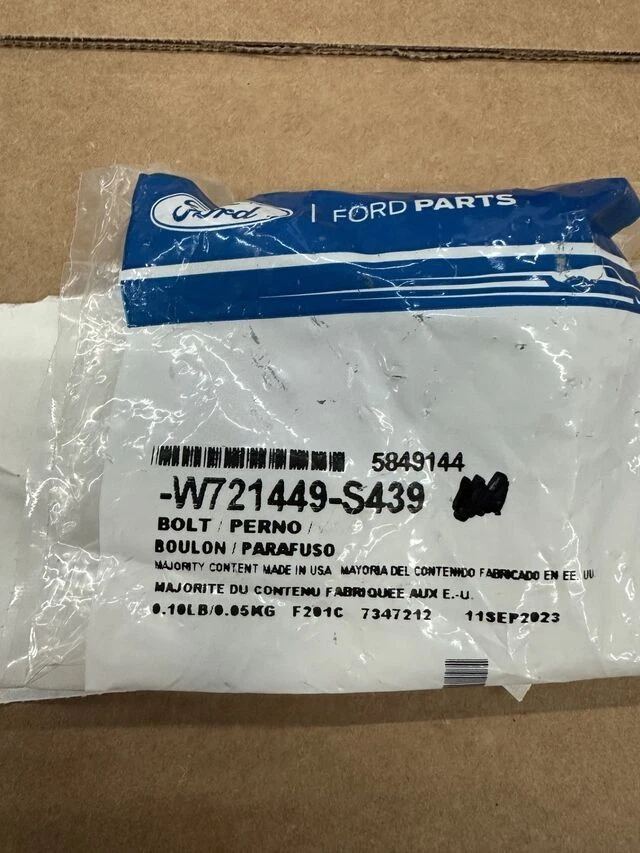 Ford | FORD PARTS
5849144
-W721449-S439
BOLT / PERNO /
BOULON / PARAFUSO
MAJORITY CONTENT MADE IN USA MAYORIA DEL CONTENIDO FABRICADO EN EE. UU
MAJORITE DU CONTENU FABRIQUEE AUX E.-U.
0.10LB/0.05KG F201C 7347212 11SEP2023